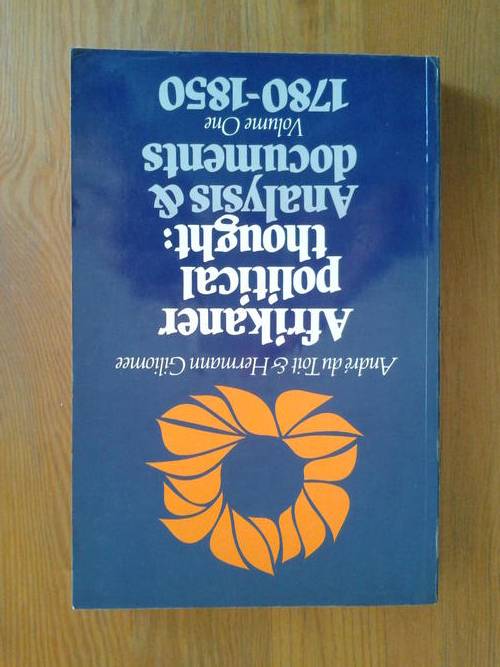 André du Toit & Hermann Giliomee
Afrikaner
political
thought:
Analysis &
documents
Volume One
1780-1850